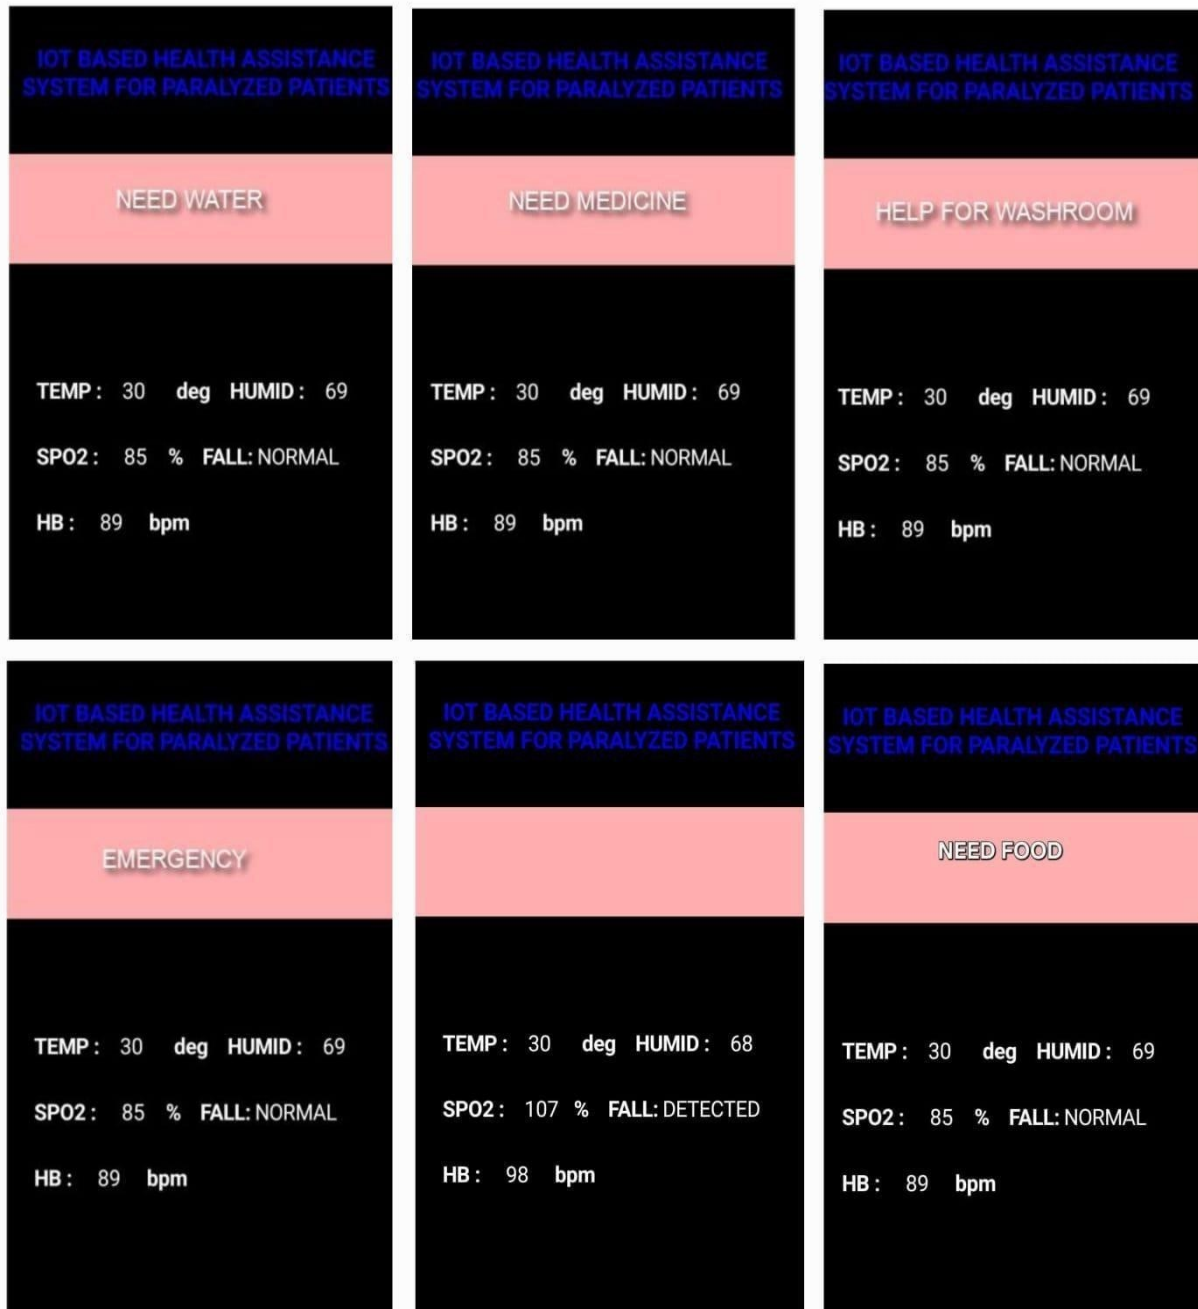 IOT BASED HEALTH ASSISTANCE
SYSTEM FOR PARALYZED PATIENTS
NEED WATER
TEMP : 30 deg HUMID : 69
SPO2 : 85 % FALL: NORMAL
HB : 89 bpm
IOT BASED HEALTH ASSISTANCE
SYSTEM FOR PARALYZED PATIENTS
NEED MEDICINE
TEMP : 30 deg HUMID : 69
SPO2 : 85 % FALL: NORMAL
HB : 89 bpm
IOT BASED HEALTH ASSISTANCE
SYSTEM FOR PARALYZED PATIENTS
HELP FOR WASHROOM
TEMP : 30 deg HUMID : 69
SPO2 : 85 % FALL: NORMAL
HB : 89 bpm
IOT BASED HEALTH ASSISTANCE
SYSTEM FOR PARALYZED PATIENTS
EMERGENCY
TEMP : 30 deg HUMID : 69
SPO2 : 85 % FALL: NORMAL
HB : 89 bpm
IOT BASED HEALTH ASSISTANCE
SYSTEM FOR PARALYZED PATIENTS
TEMP : 30 deg HUMID : 68
SPO2 : 107 % FALL: DETECTED
HB : 98 bpm
IOT BASED HEALTH ASSISTANCE
SYSTEM FOR PARALYZED PATIENTS
NEED FOOD
TEMP : 30 deg HUMID : 69
SPO2 : 85 % FALL: NORMAL
HB : 89 bpm